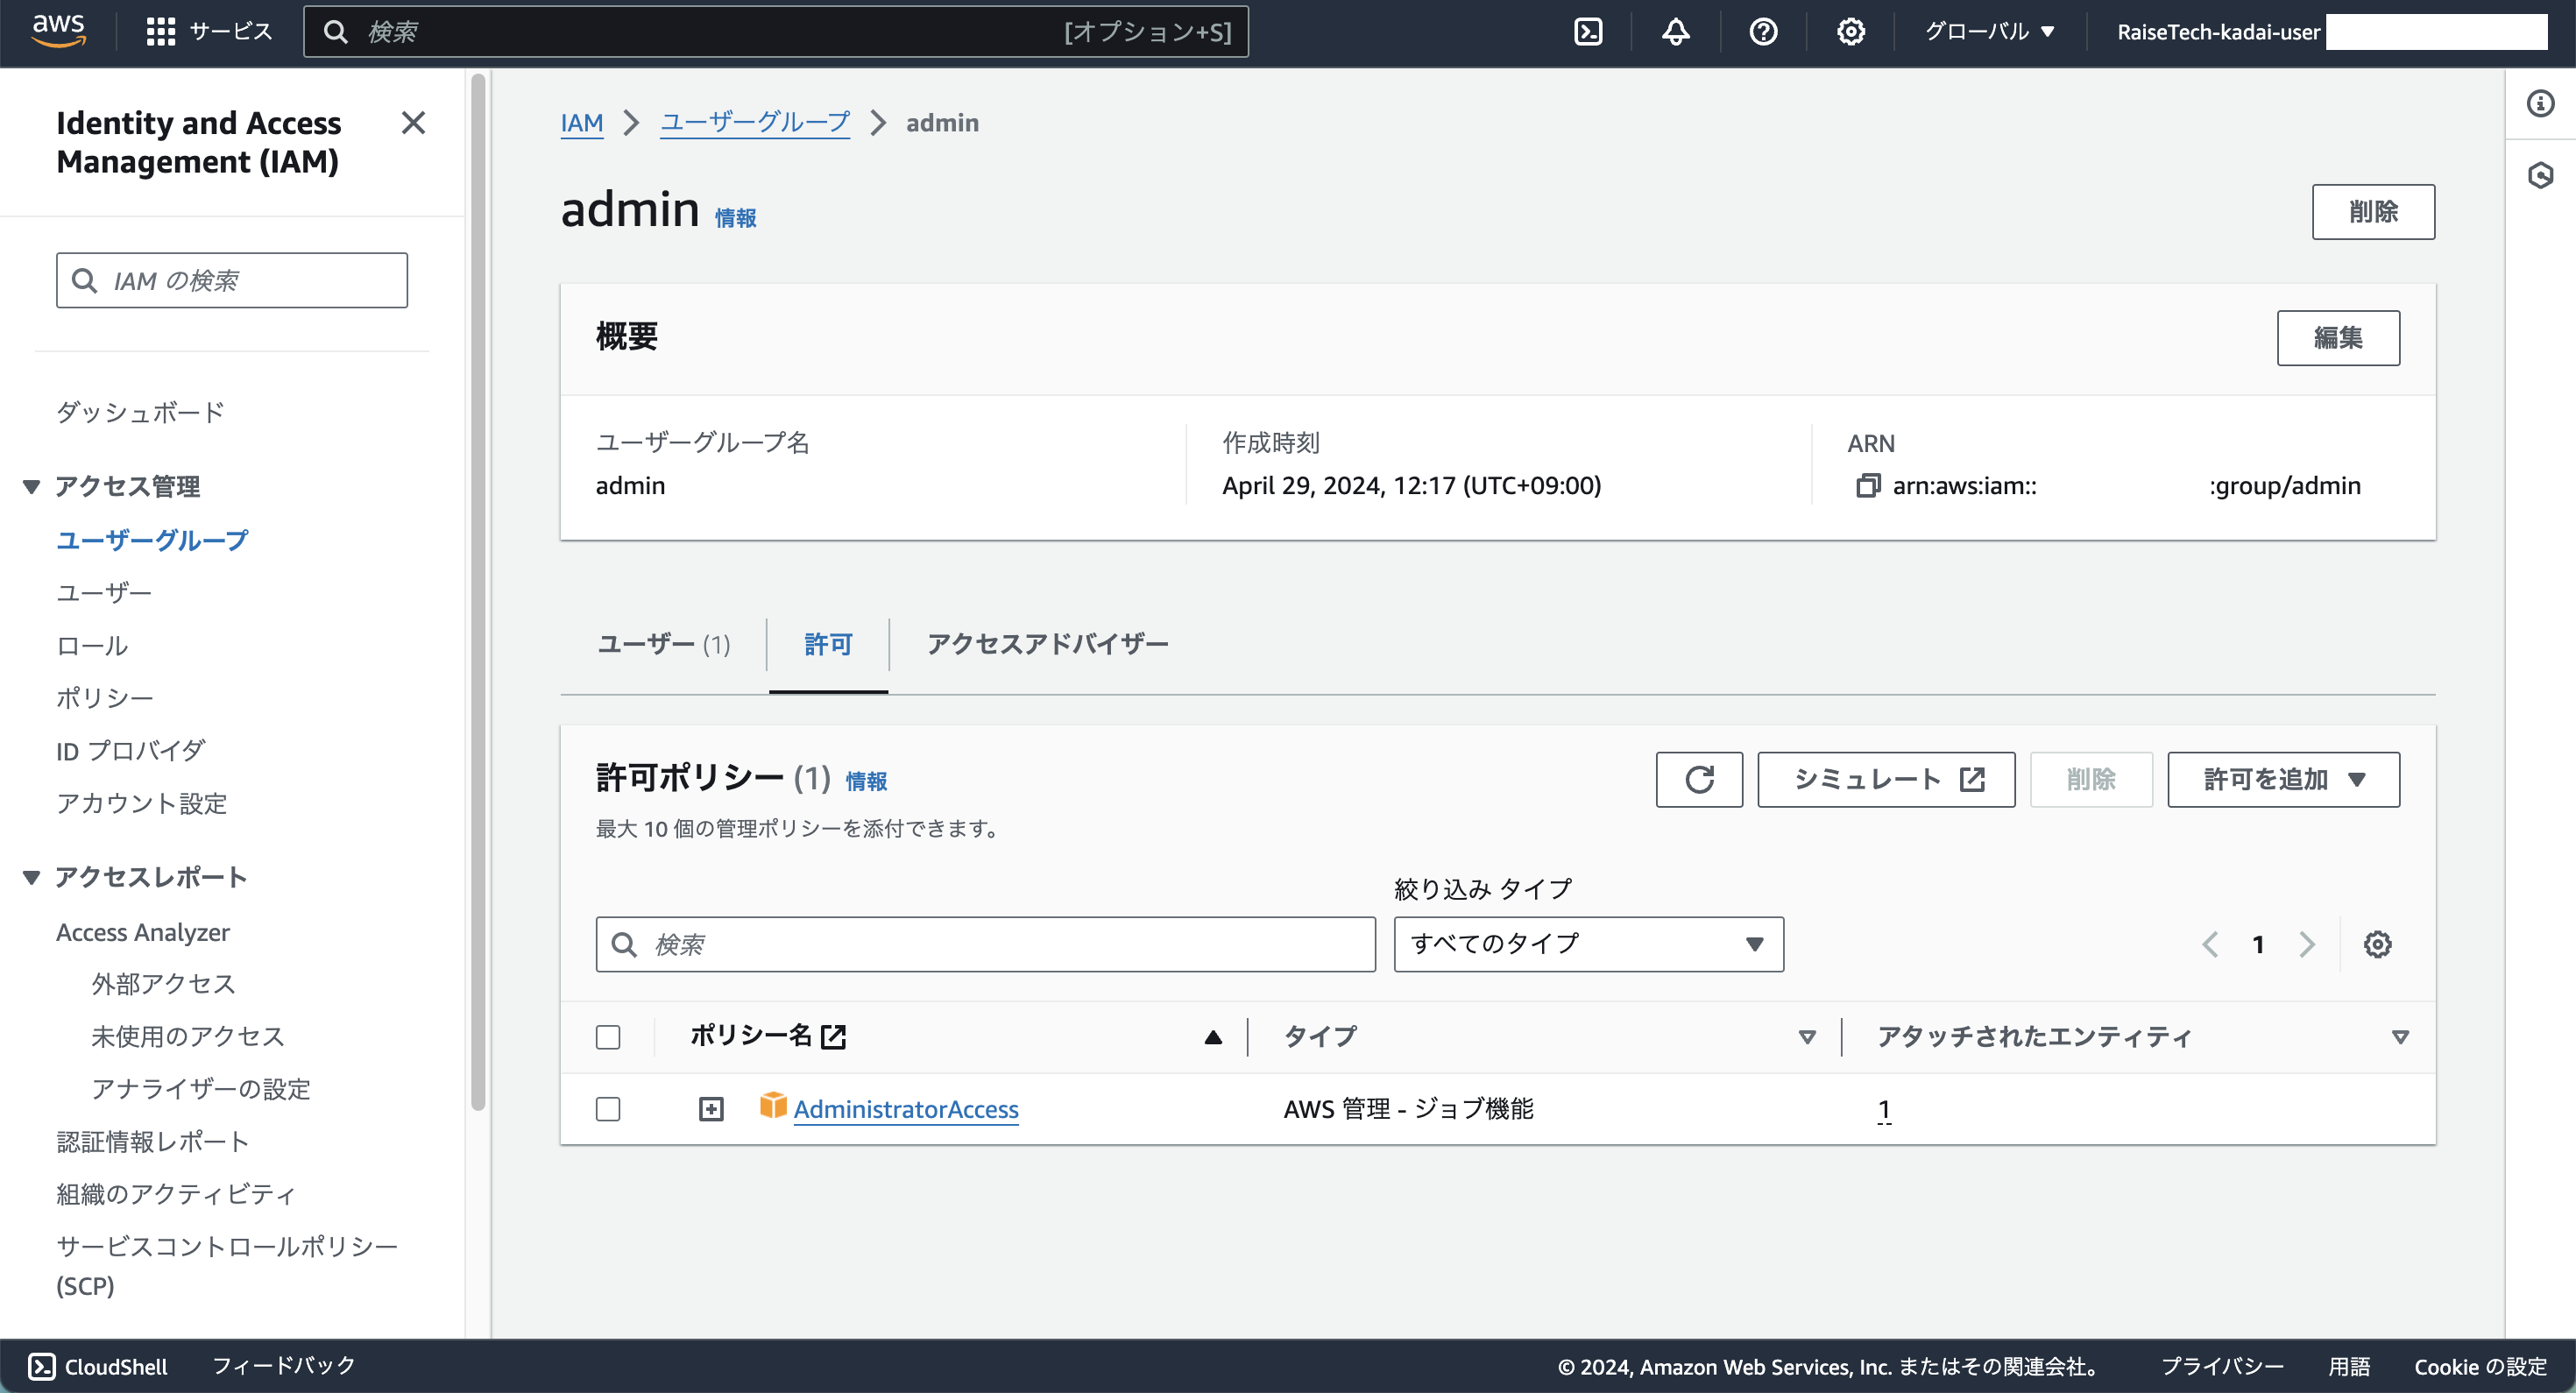 aws
サービス
検索
[オプション+S]
グローバル ▼
RaiseTech-kadai-user
Identity and Access
Management (IAM)
IAM の検索
ダッシュボード
▼ アクセス管理
ユーザーグループ
ユーザー
ロール
ポリシー
ID プロバイダ
アカウント設定
▼ アクセスレポート
Access Analyzer
外部アクセス
未使用のアクセス
アナライザーの設定
認証情報レポート
組織のアクティビティ
サービスコントロールポリシー
(SCP)
IAM > ユーザーグループ > admin
admin 情報
削除
概要
編集
ユーザーグループ名
admin
作成時刻
April 29, 2024, 12:17 (UTC+09:00)
ARN
arn:aws:iam:: :group/admin
ユーザー (1)
許可
アクセスアドバイザー
許可ポリシー (1) 情報
最大 10 個の管理ポリシーを添付できます。
シミュレート
削除
許可を追加 ▼
絞り込み タイプ
検索
すべてのタイプ
1
ポリシー名
タイプ
アタッチされたエンティティ
AdministratorAccess
AWS 管理 - ジョブ機能
1
CloudShell
フィードバック
© 2024, Amazon Web Services, Inc. またはその関連会社。
プライバシー
用語
Cookie の設定